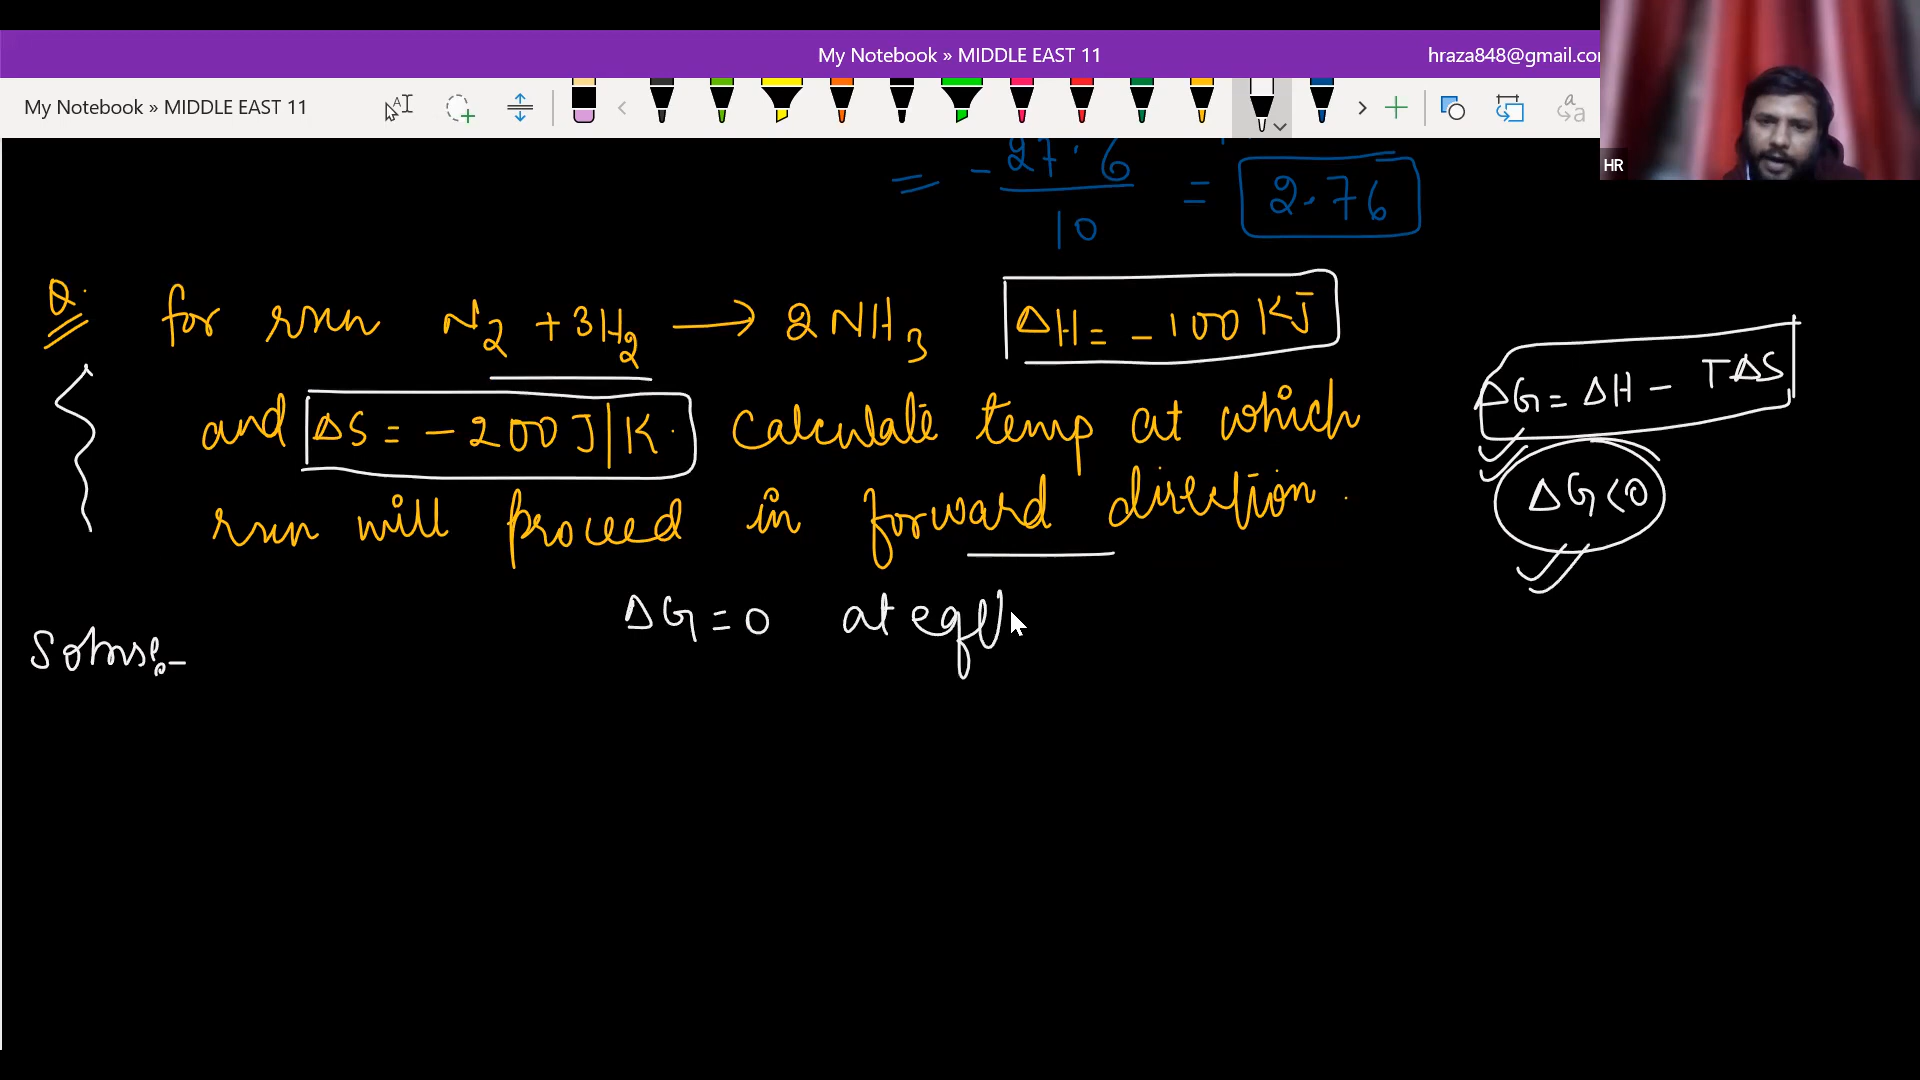 My Notebook » MIDDLE EAST 11
hraza848@gmail.co
My Notebook » MIDDLE EAST 11
HR
= -27.6/10 = 2.76
Q. for rxn N₂ + 3H₂ → 2NH₃ ΔH = -100 KJ
and ΔS = -200 J|K. Calculate temp at which
rxn will proceed in forward direction.
ΔG = ΔH - TΔS
ΔG < 0
ΔG = 0 at eql